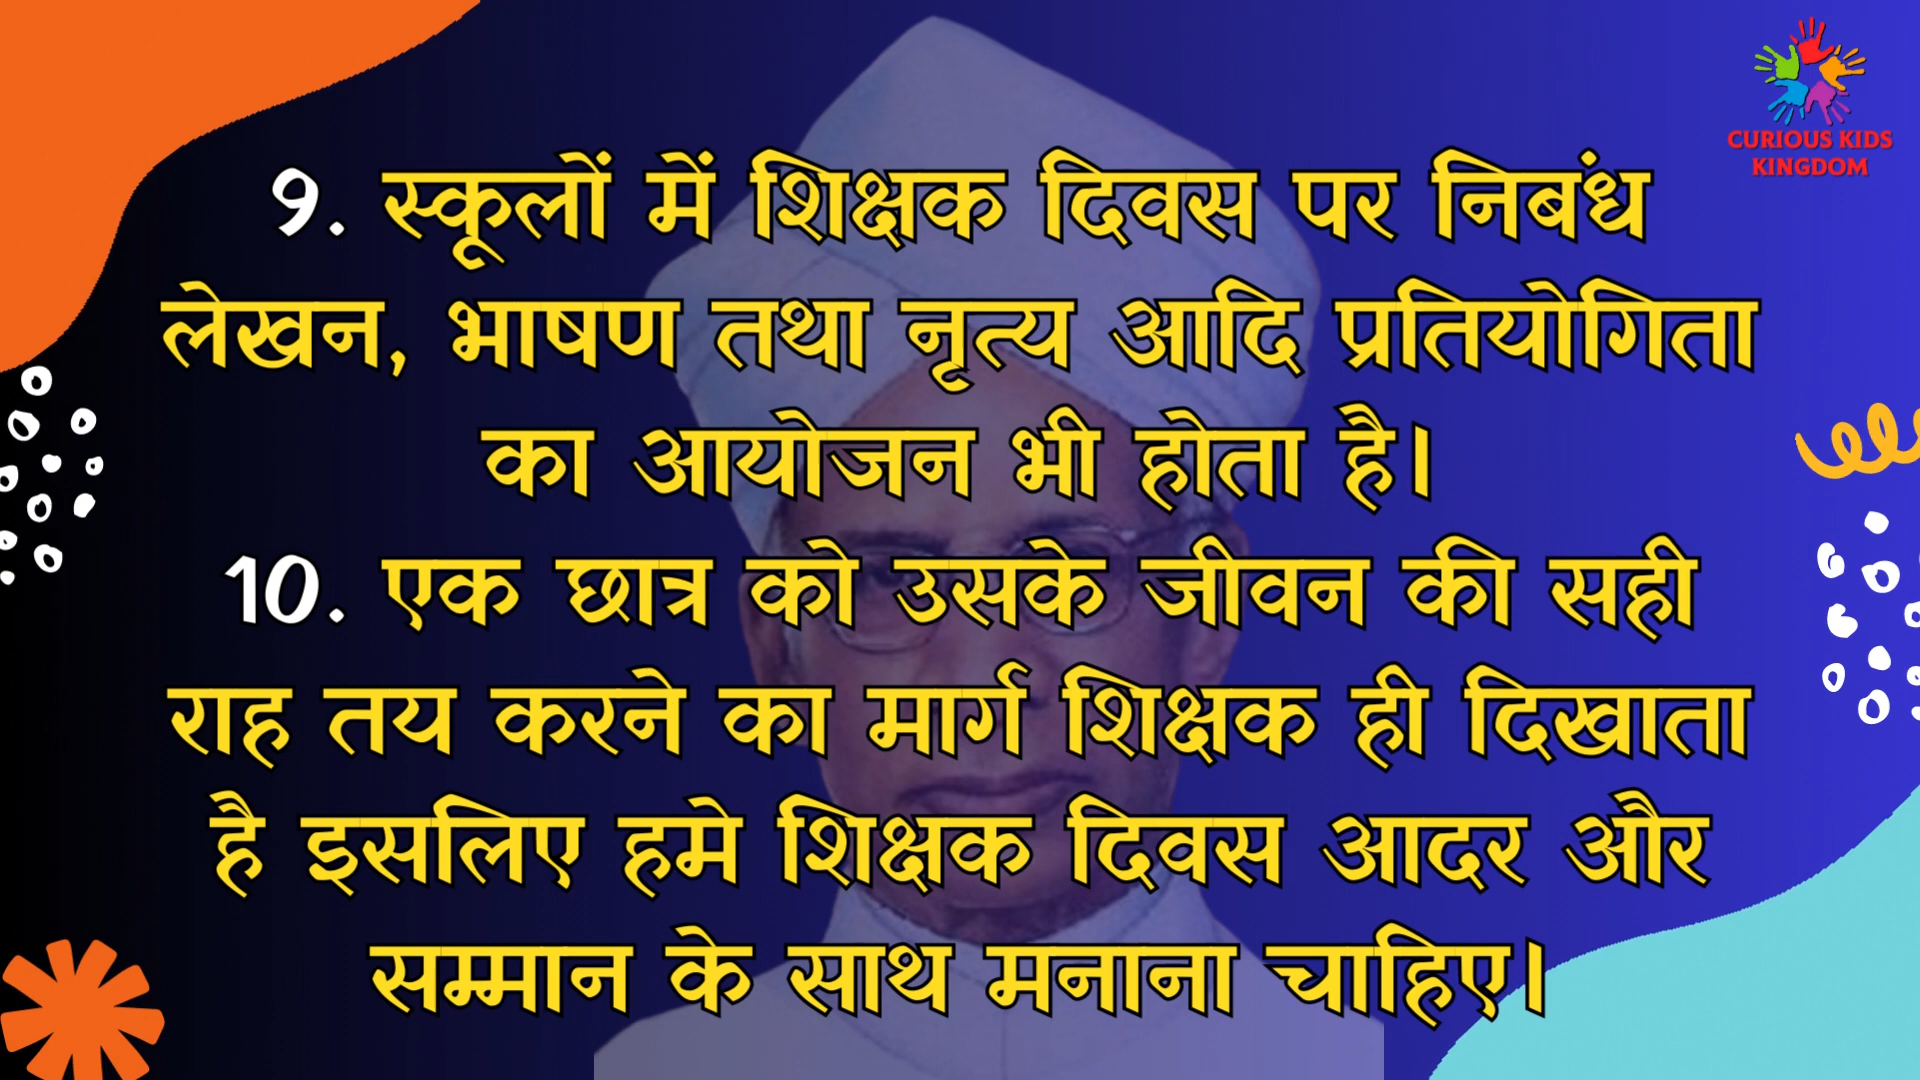 CURIOUS KIDS
KINGDOM
9. स्कूलों में शिक्षक दिवस पर निबंध
लेखन, भाषण तथा नृत्य आदि प्रतियोगिता
का आयोजन भी होता है।
10. एक छात्र को उसके जीवन की सही
राह तय करने का मार्ग शिक्षक ही दिखाता
है इसलिए हमे शिक्षक दिवस आदर और
सम्मान के साथ मनाना चाहिए।